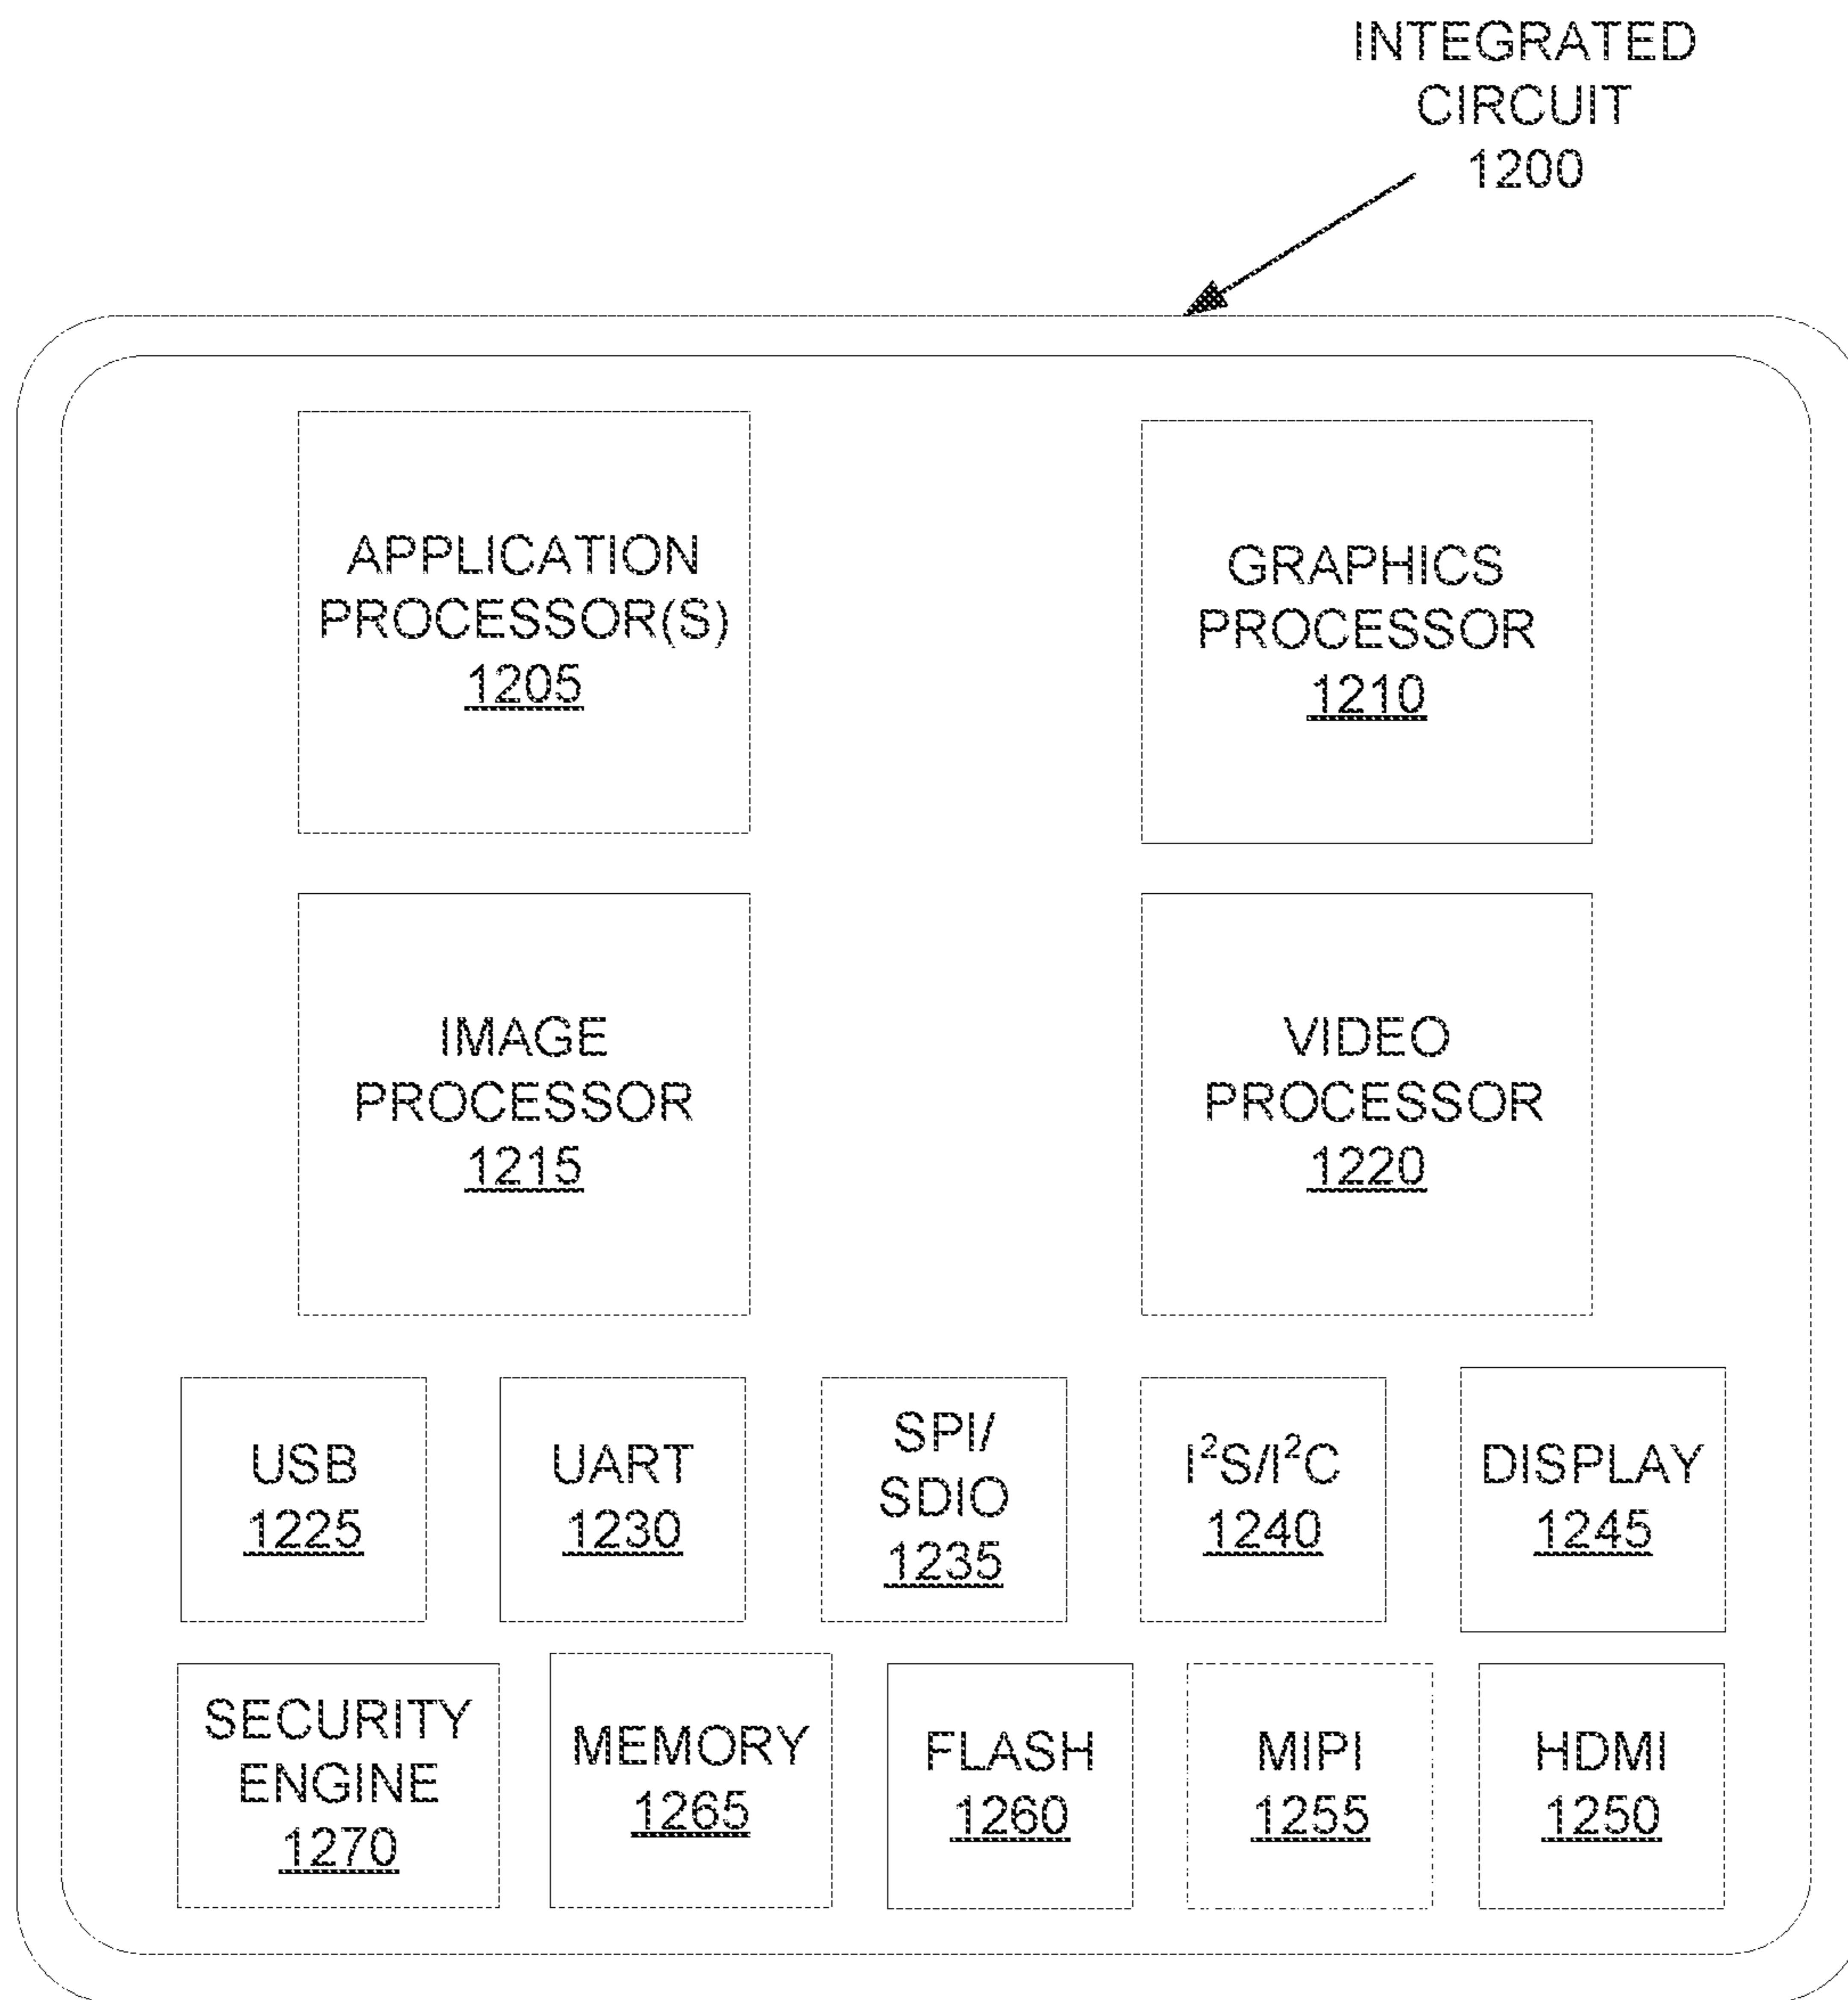 INTEGRATED
CIRCUIT
1200
APPLICATION
PROCESSOR(S)
1205
GRAPHICS
PROCESSOR
1210
IMAGE
PROCESSOR
1215
VIDEO
PROCESSOR
1220
USB
1225
UART
1230
SPI/
SDIO
1235
I²S/I²C
1240
DISPLAY
1245
SECURITY
ENGINE
1270
MEMORY
1265
FLASH
1260
MIPI
1255
HDMI
1250